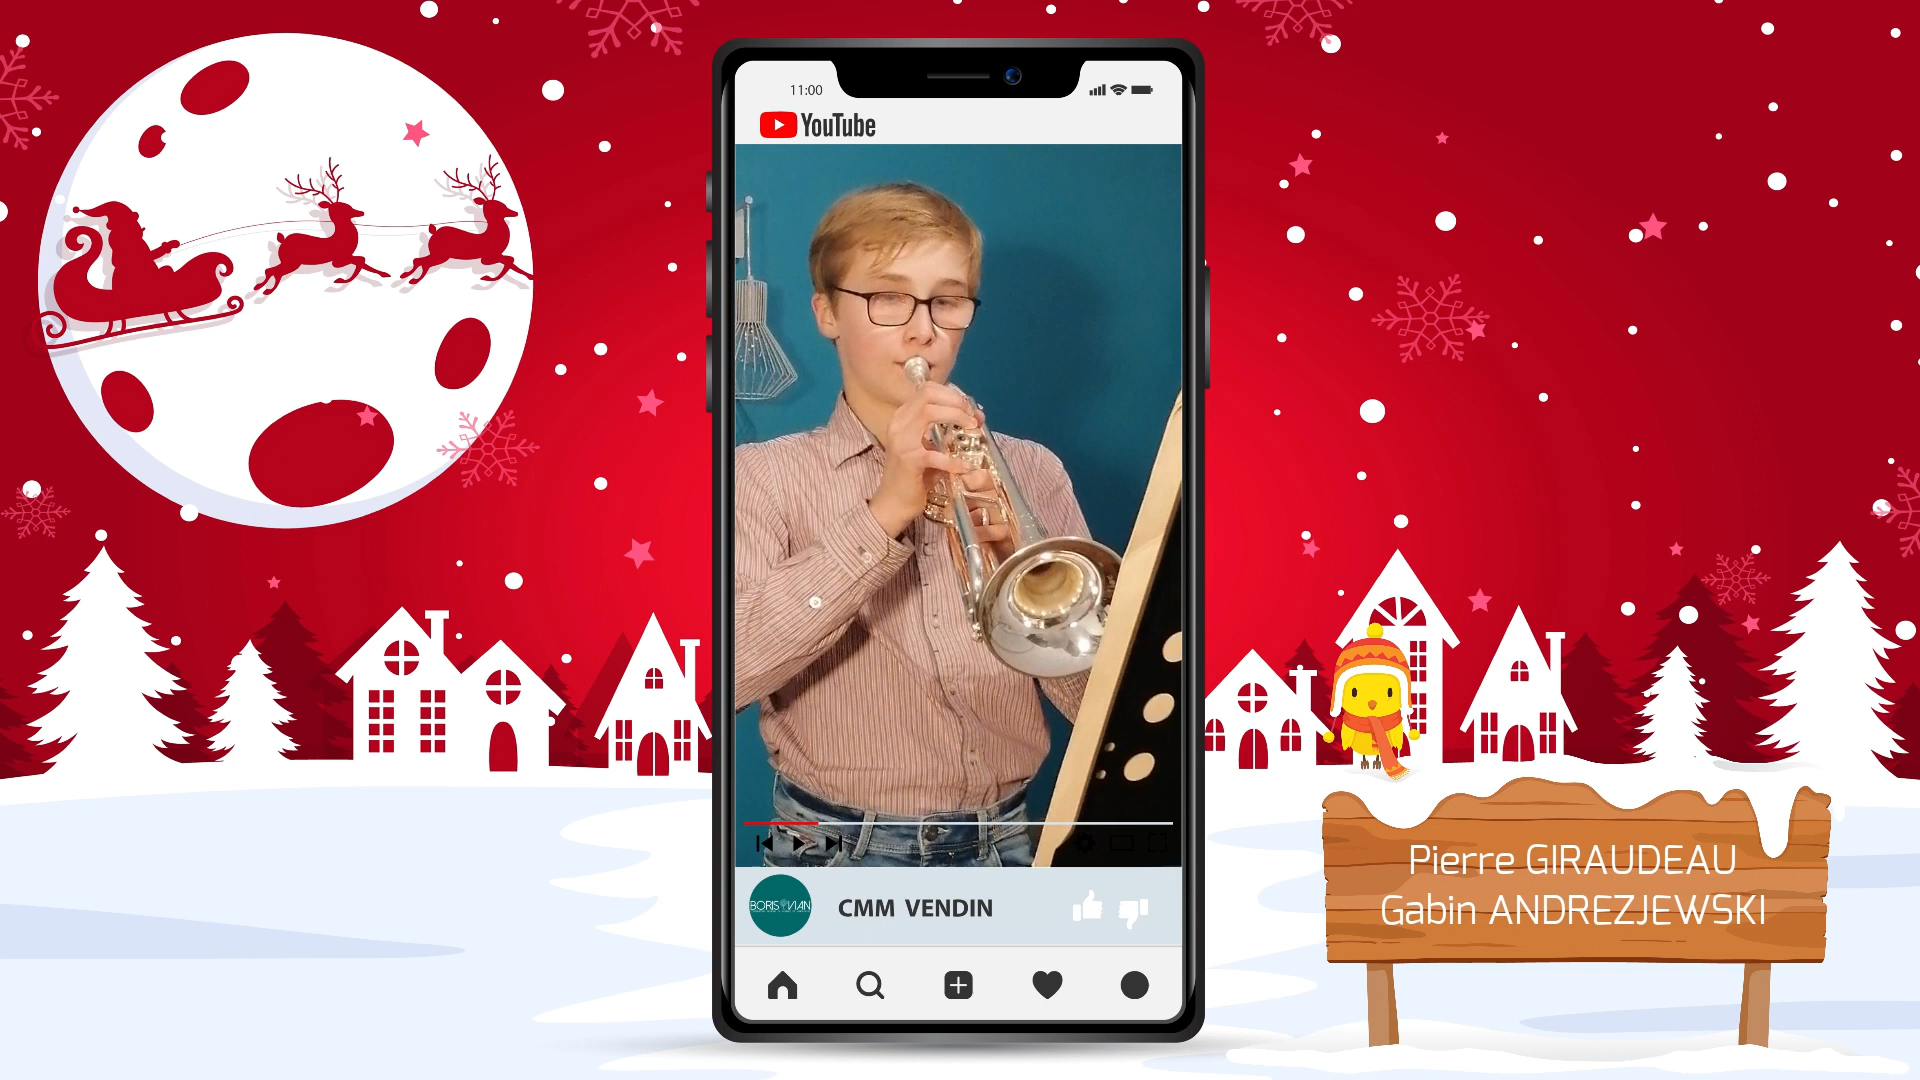 11:00
YouTube
BORIS VIAN
CMM VENDIN
Pierre GIRAUDEAU
Gabin ANDREZJEWSKI